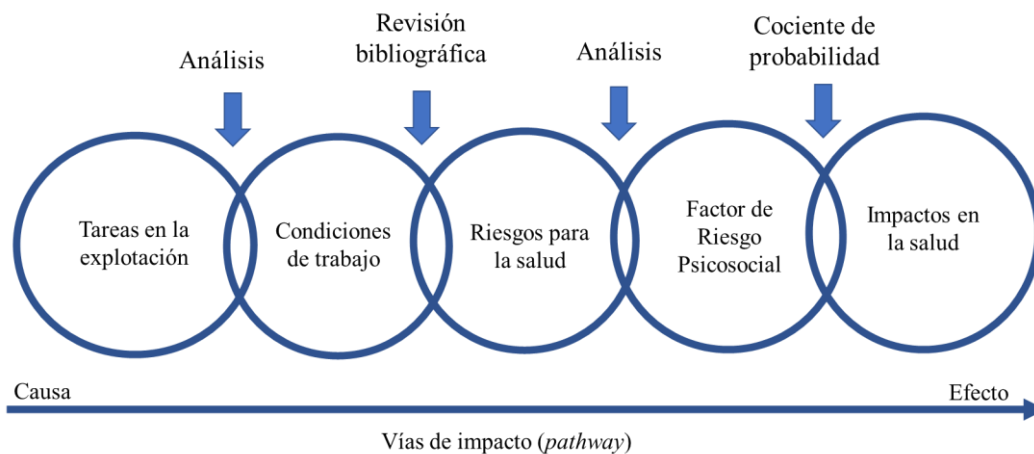 Análisis
Revisión
bibliográfica
Análisis
Cociente de
probabilidad
Tareas en la
explotación
Condiciones
de trabajo
Riesgos para
la salud
Factor de
Riesgo
Psicosocial
Impactos en
la salud
Causa
Efecto
Vías de impacto (pathway)